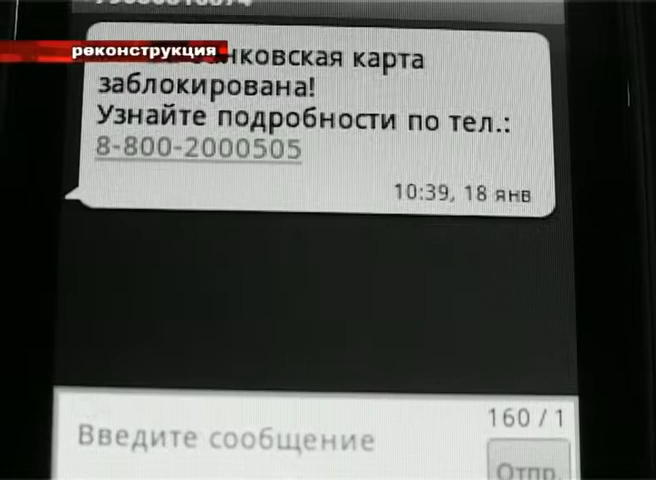 реконструкция
карта
заблокирована!
Узнайте подробности по тел.:
8-800-2000505
10:39, 18 янв
Введите сообщение
160 / 1
Отпр.